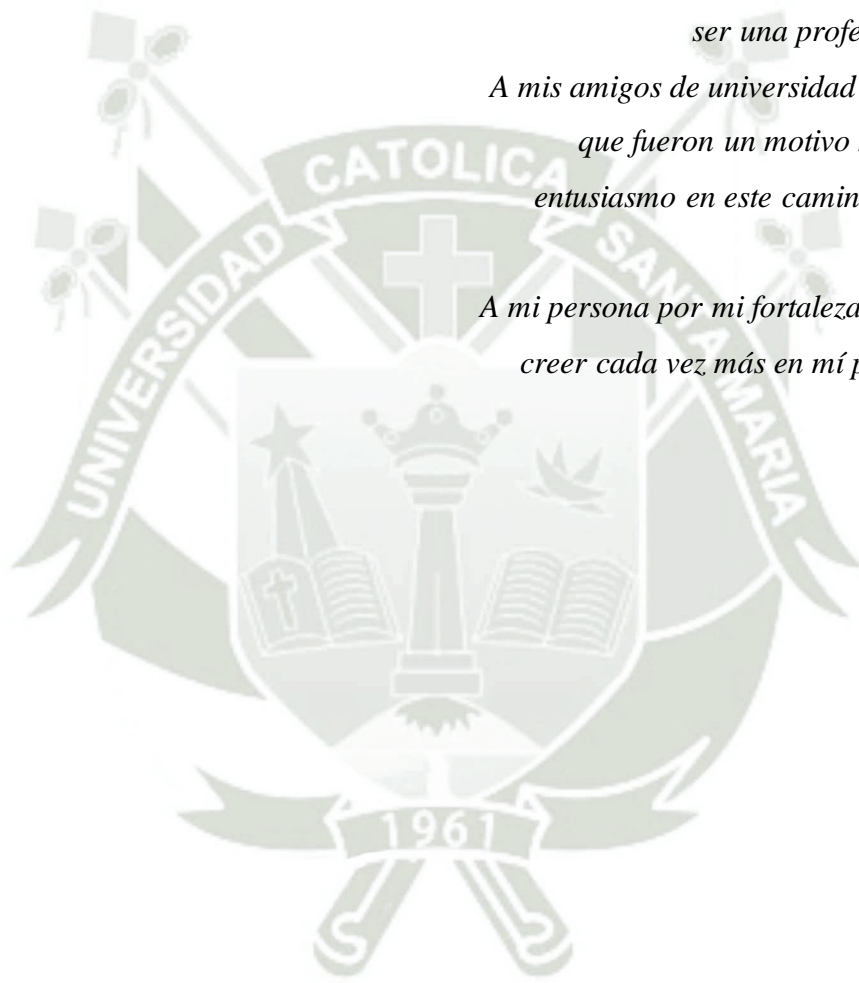 ser una profe
A mis amigos de universidad
que fueron un motivo
entusiasmo en este camin
A mi persona por mi fortaleza
creer cada vez más en mí p
UNIVERSIDAD CATOLICA SANTA MARIA
1961